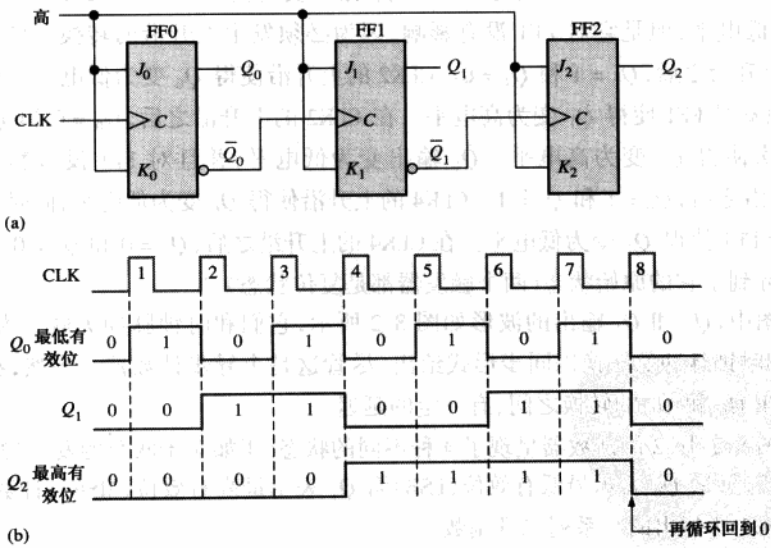 高
FF0 FF1 FF2
J₀ Q₀ J₁ Q₁ J₂ Q₂
CLK C C C
K₀ Q̄₀ K₁ Q̄₁ K₂
(a)
CLK 1 2 3 4 5 6 7 8
Q₀ 最低有效位 0 1 0 1 0 1 0 1 0
Q₁ 0 0 1 1 0 0 1 1 0
Q₂ 最高有效位 0 0 0 0 1 1 1 1 0
(b) 再循环回到0